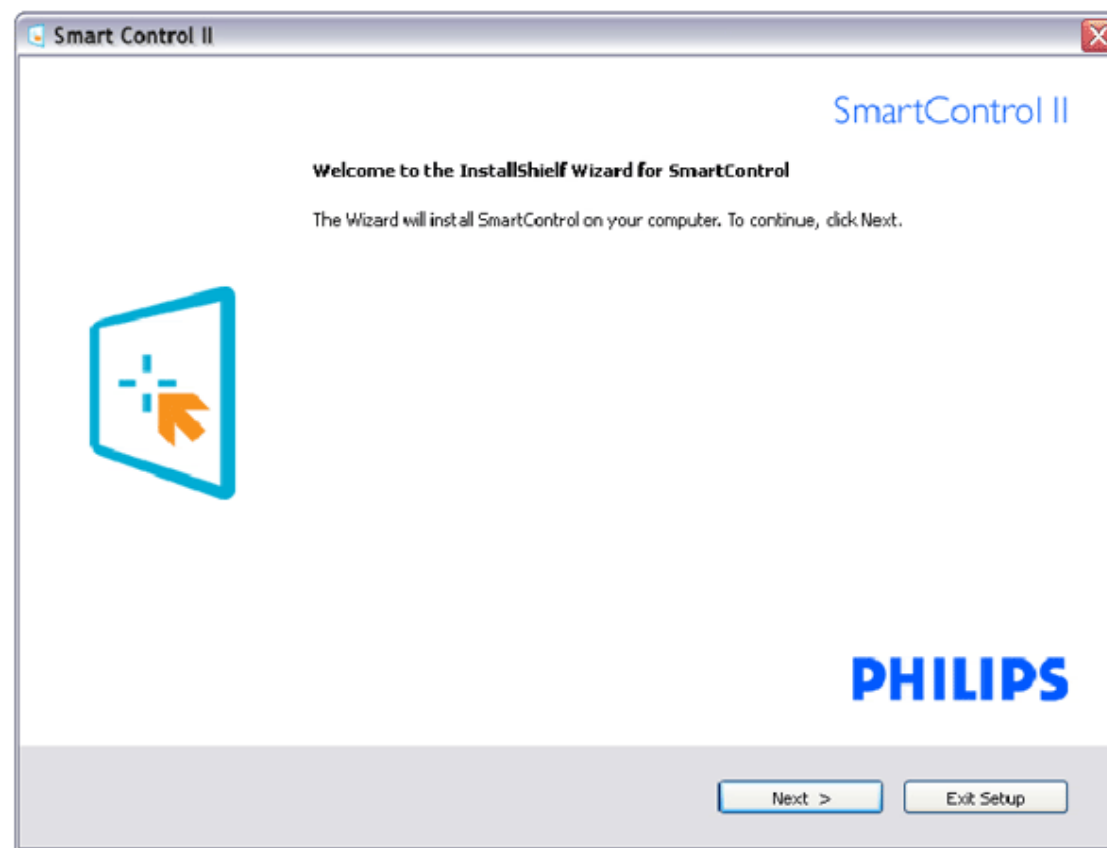 Smart Control II
SmartControl II
Welcome to the InstallShielf Wizard for SmartControl
The Wizard will install SmartControl on your computer. To continue, click Next.
PHILIPS
Next >
Exit Setup